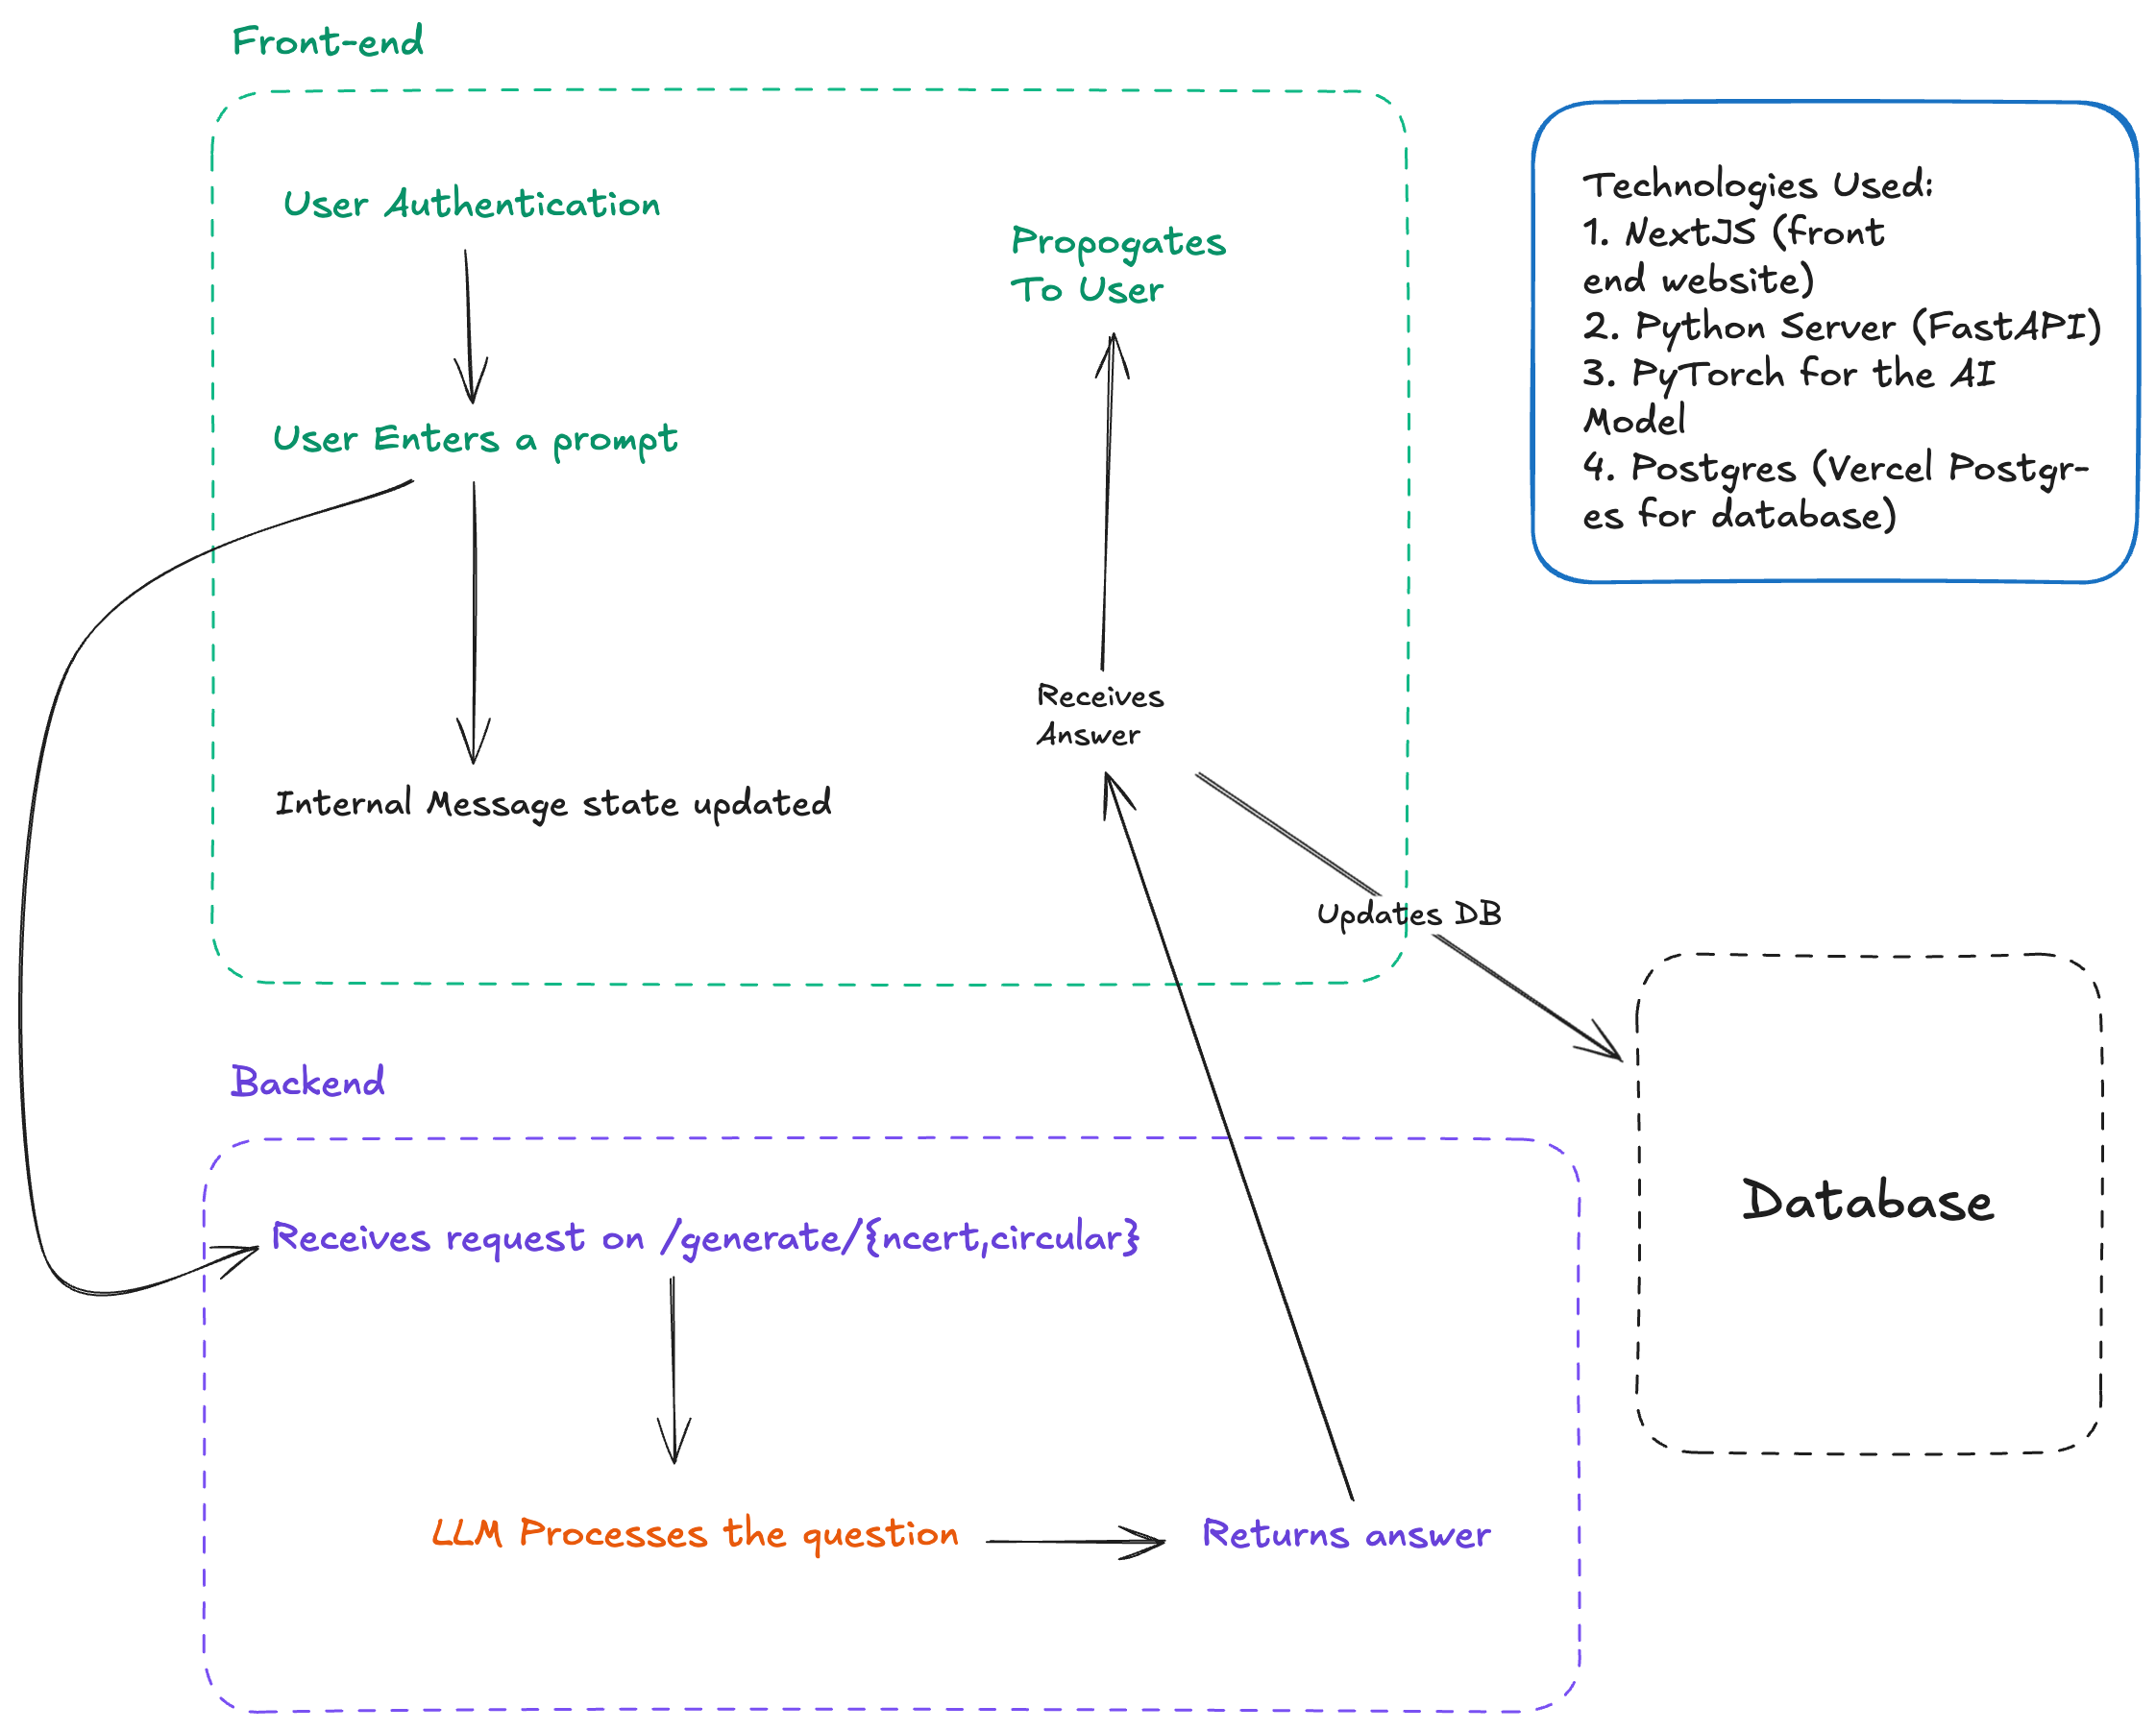 Front-end
User Authentication
User Enters a prompt
Internal Message state updated
Propogates
To User
Receives
Answer
Updates DB
Technologies Used:
1. NextJS (front
end website)
2. Python Server (FastAPI)
3. PyTorch for the AI
Model
4. Postgres (Vercel Postgr-
es for database)
Backend
Receives request on /generate/{ncert,circular}
LLM Processes the question
Returns answer
Database